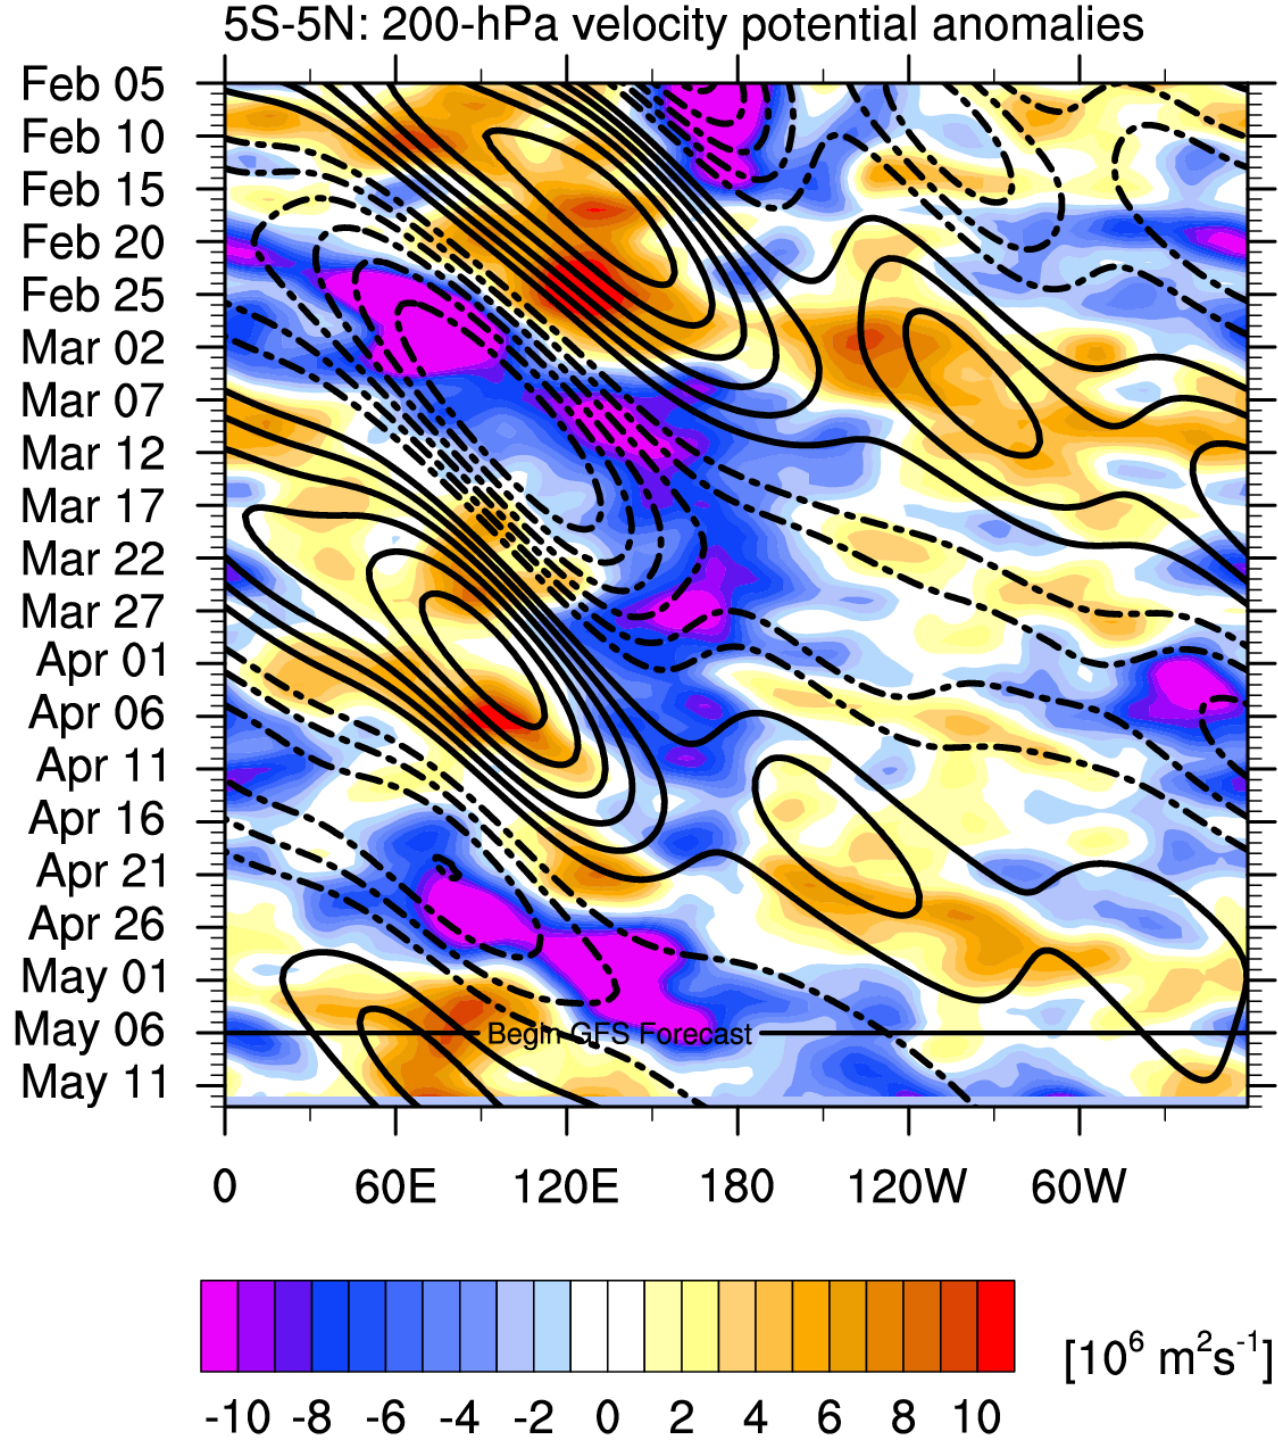 5S-5N: 200-hPa velocity potential anomalies
Feb 05
Feb 10
Feb 15
Feb 20
Feb 25
Mar 02
Mar 07
Mar 12
Mar 17
Mar 22
Mar 27
Apr 01
Apr 06
Apr 11
Apr 16
Apr 21
Apr 26
May 01
May 06
Begin GFS Forecast
May 11
0 60E 120E 180 120W 60W
[10⁶ m²s⁻¹]
-10 -8 -6 -4 -2 0 2 4 6 8 10